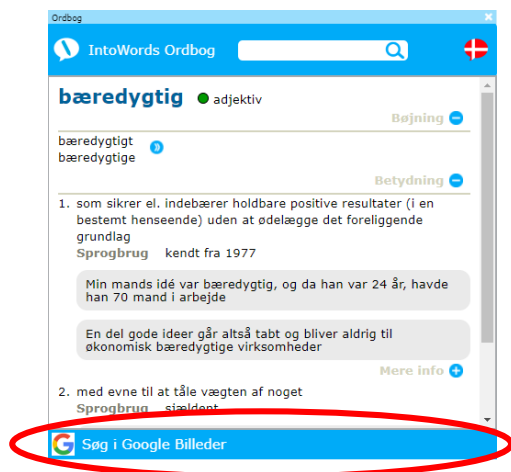 Ordbog
IntoWords Ordbog
bæredygtig adjektiv
Bøjning
bæredygtigt
bæredygtige
Betydning
1. som sikrer el. indebærer holdbare positive resultater (i en
bestemt henseende) uden at ødelægge det foreliggende
grundlag
Sprogbrug kendt fra 1977
Min mands idé var bæredygtig, og da han var 24 år, havde
han 70 mand i arbejde
En del gode ideer går altså tabt og bliver aldrig til
økonomisk bæredygtige virksomheder
Mere info
2. med evne til at tåle vægten af noget
Sprogbrug sjældent
Søg i Google Billeder